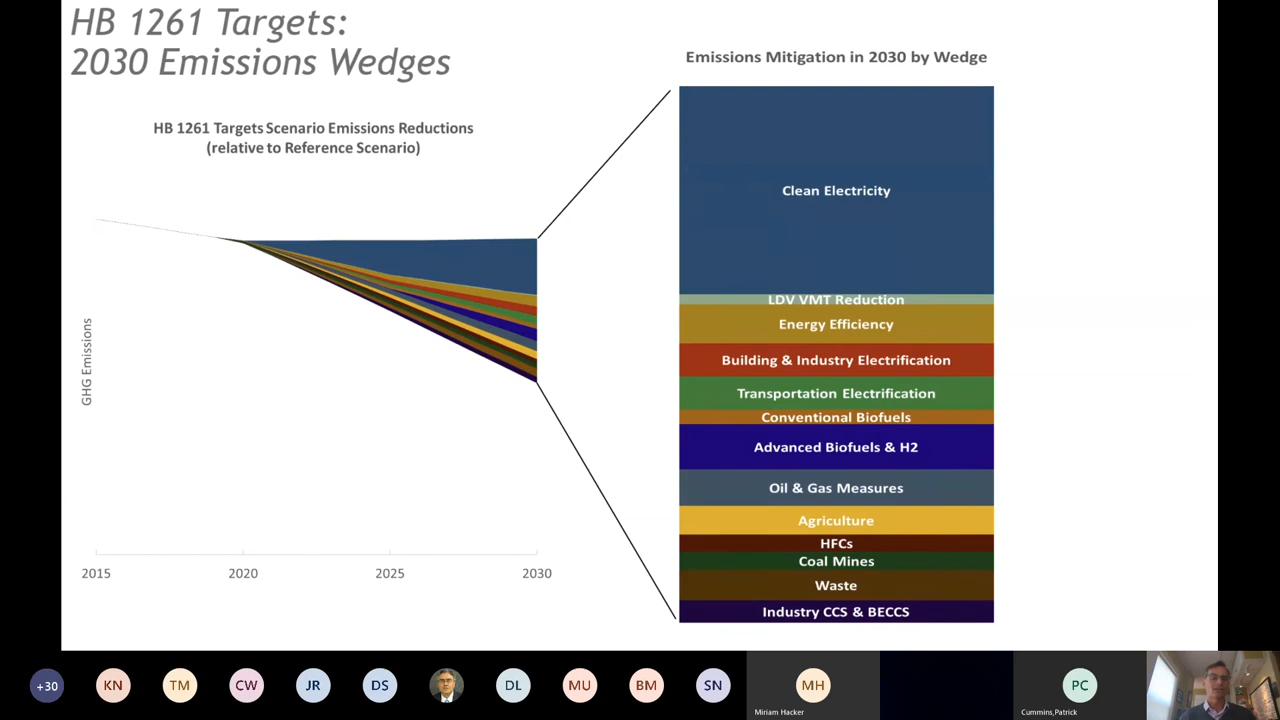 HB 1261 Targets:
2030 Emissions Wedges
Emissions Mitigation in 2030 by Wedge
HB 1261 Targets Scenario Emissions Reductions
(relative to Reference Scenario)
GHG Emissions
2015
2020
2025
2030
Clean Electricity
LDV VMT Reduction
Energy Efficiency
Building & Industry Electrification
Transportation Electrification
Conventional Biofuels
Advanced Biofuels & H2
Oil & Gas Measures
Agriculture
HFCs
Coal Mines
Waste
Industry CCS & BECCS
+30
KN
TM
CW
JR
DS
DL
MU
BM
SN
MH
Miriam Hacker
PC
Cummins,Patrick